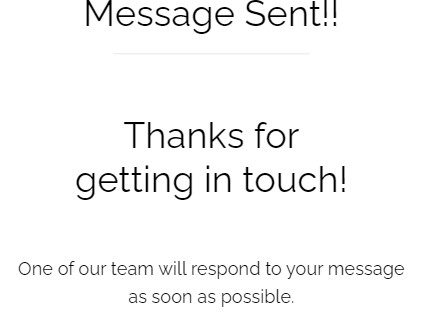 Message Sent!!
Thanks for
getting in touch!
One of our team will respond to your message
as soon as possible.